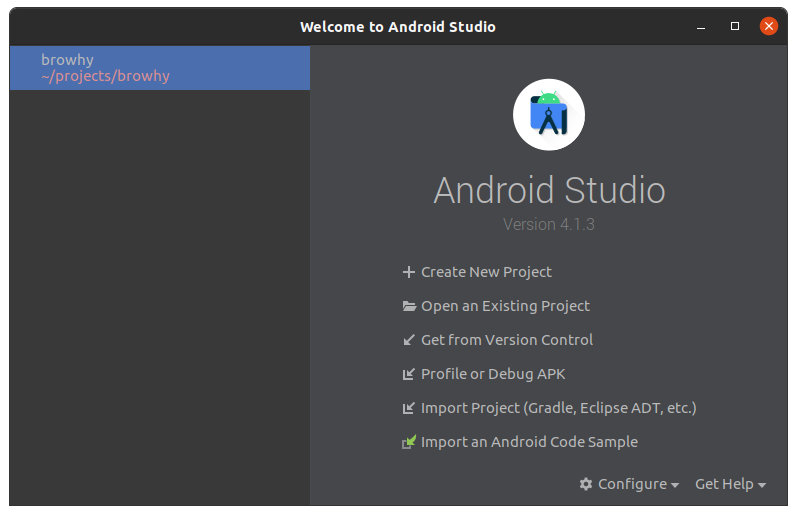 Welcome to Android Studio
browhy
~/projects/browhy
Android Studio
Version 4.1.3
Create New Project
Open an Existing Project
Get from Version Control
Profile or Debug APK
Import Project (Gradle, Eclipse ADT, etc.)
Import an Android Code Sample
Configure Get Help